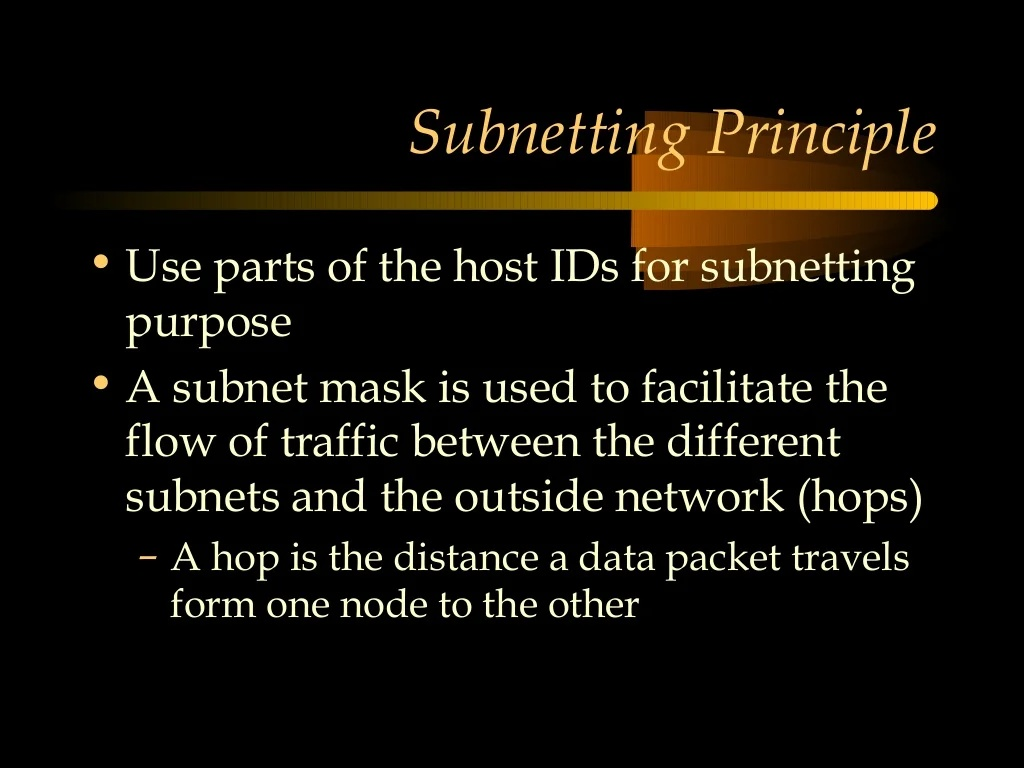 Subnetting Principle
• Use parts of the host IDs for subnetting
purpose
• A subnet mask is used to facilitate the
flow of traffic between the different
subnets and the outside network (hops)
– A hop is the distance a data packet travels
form one node to the other